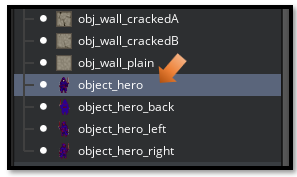 obj_wall_crackedA
obj_wall_crackedB
obj_wall_plain
object_hero
object_hero_back
object_hero_left
object_hero_right